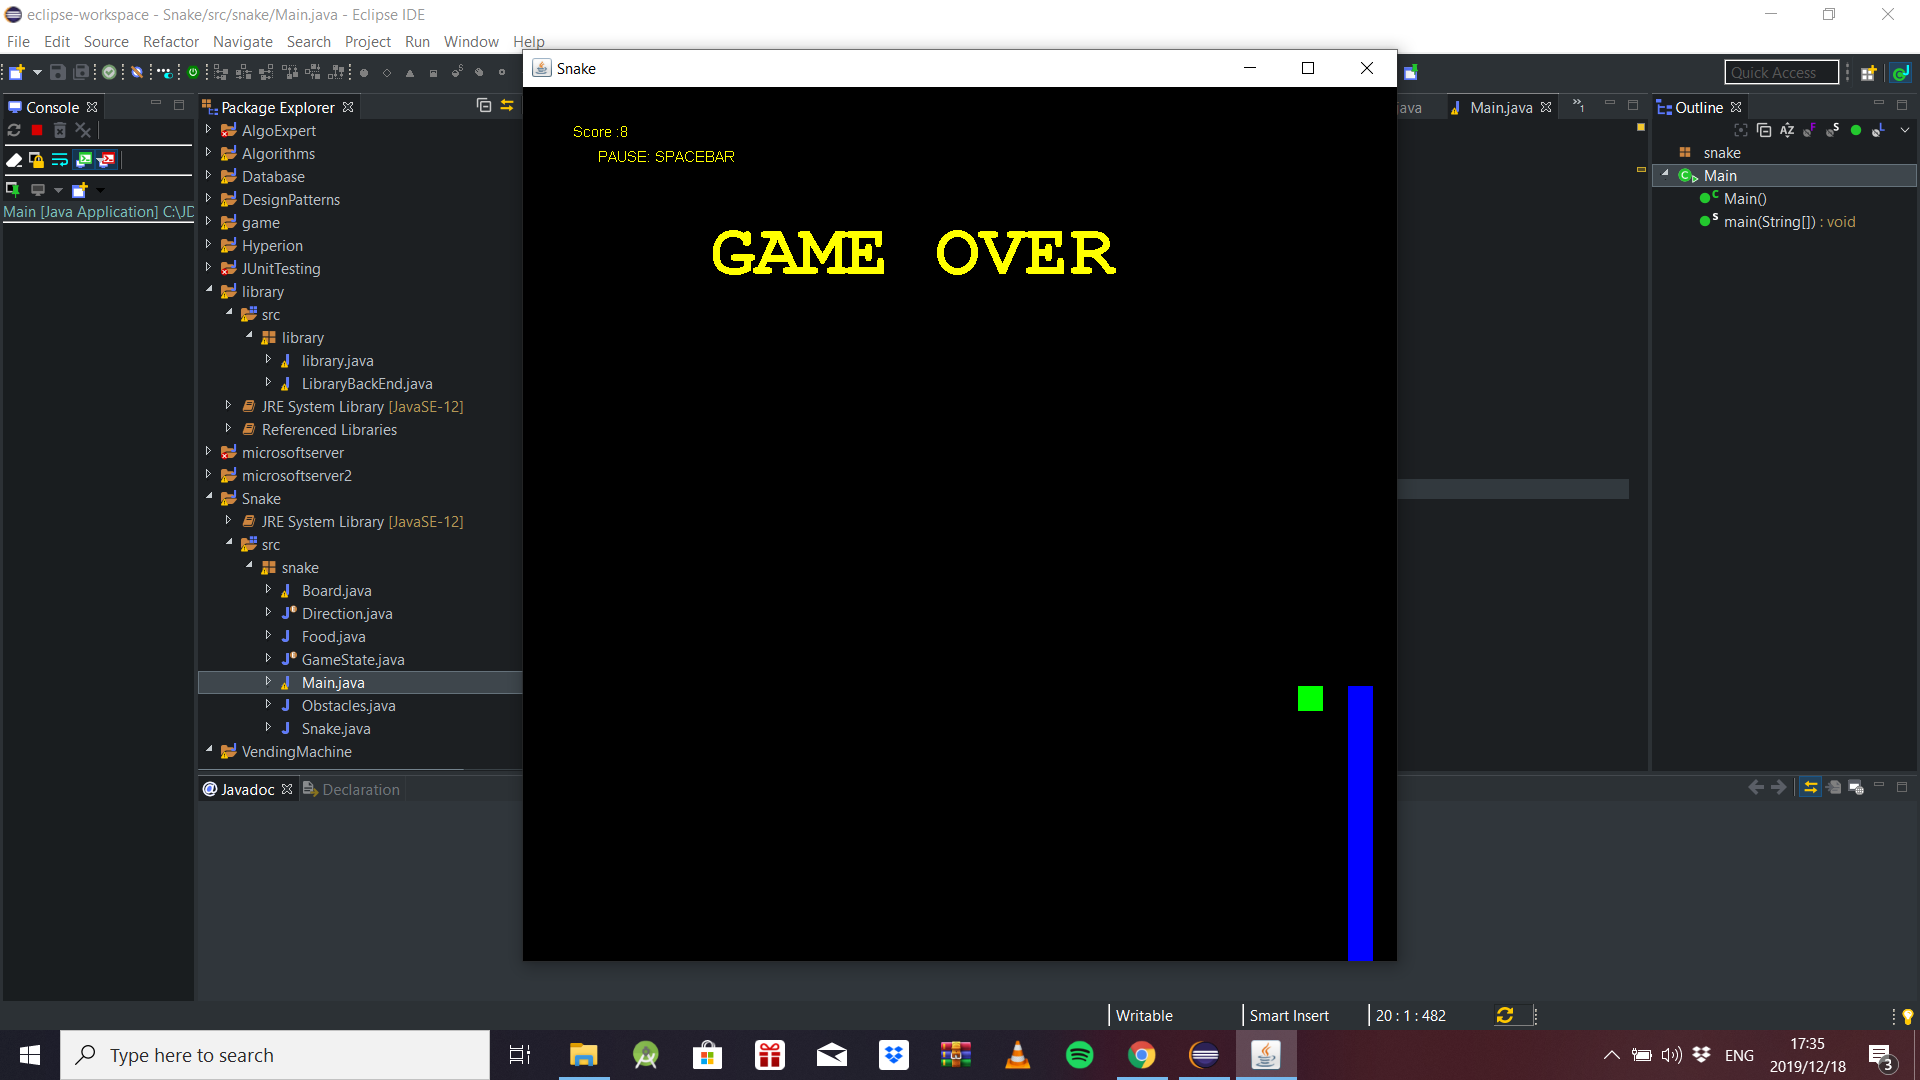 eclipse-workspace - Snake/src/snake/Main.java - Eclipse IDE
File Edit Source Refactor Navigate Search Project Run Window Help
Quick Access
Console
Main [Java Application] C:\JD
Package Explorer
AlgoExpert
Algorithms
Database
DesignPatterns
game
Hyperion
JUnitTesting
library
src
library
library.java
LibraryBackEnd.java
JRE System Library [JavaSE-12]
Referenced Libraries
microsoftserver
microsoftserver2
Snake
JRE System Library [JavaSE-12]
src
snake
Board.java
Direction.java
Food.java
GameState.java
Main.java
Obstacles.java
Snake.java
VendingMachine
@ Javadoc Declaration
Snake
Score :8
PAUSE: SPACEBAR
GAME OVER
ava Main.java
Outline
snake
Main
Main()
main(String[]) : void
Writable Smart Insert 20 : 1 : 482
Type here to search
ENG
17:35
2019/12/18
3